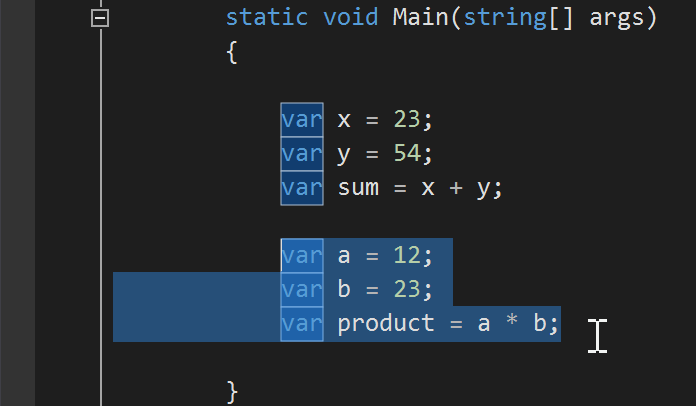 static void Main(string[] args)
{
var x = 23;
var y = 54;
var sum = x + y;
var a = 12;
var b = 23;
var product = a * b;
}